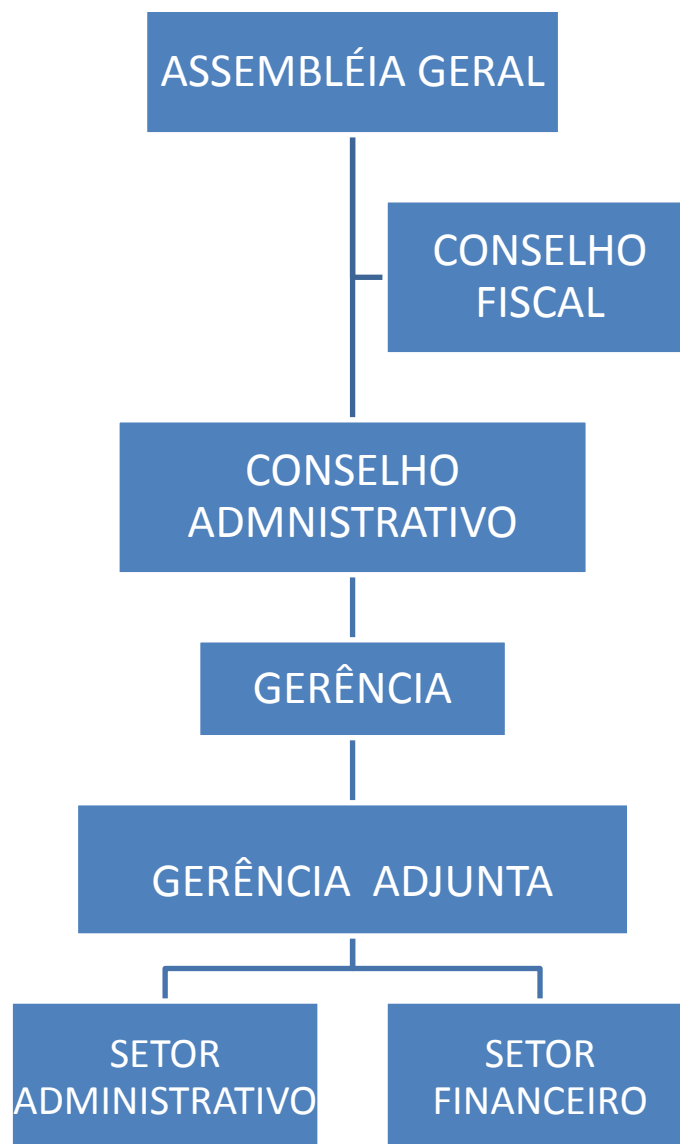 ASSEMBLÉIA GERAL
CONSELHO
FISCAL
CONSELHO
ADMNISTRATIVO
GERÊNCIA
GERÊNCIA ADJUNTA
SETOR
ADMINISTRATIVO
SETOR
FINANCEIRO